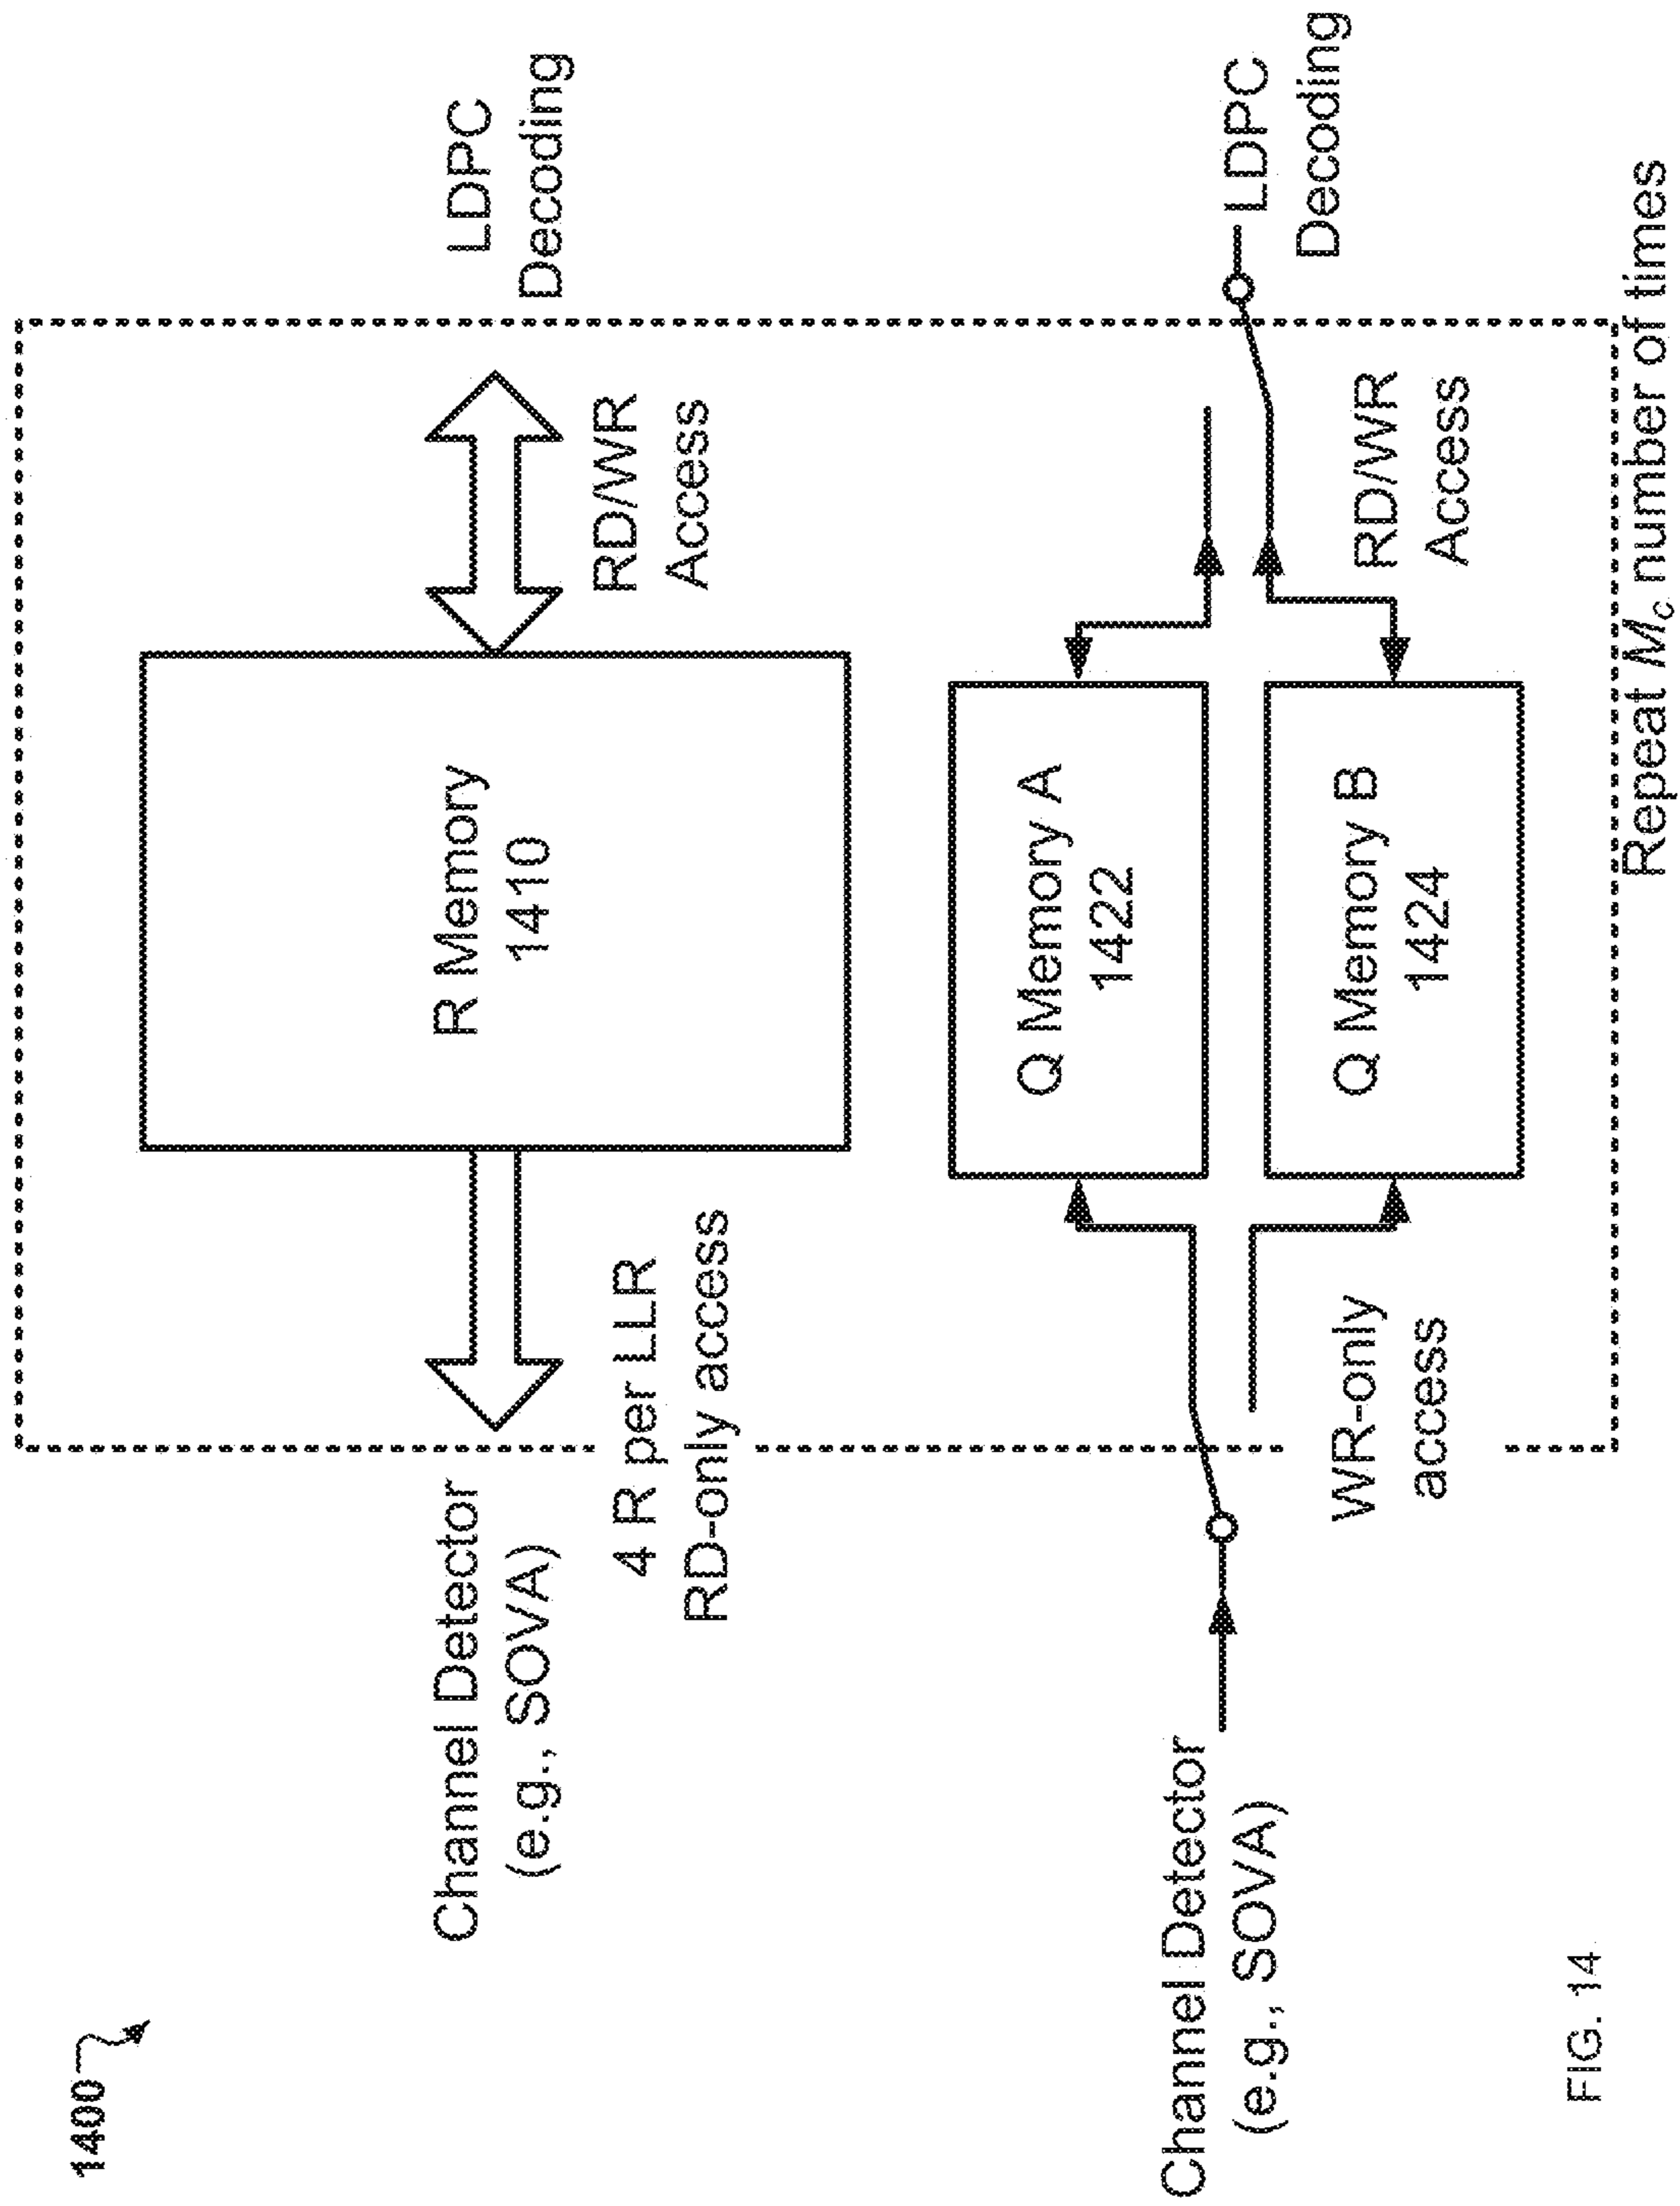 1400
Channel Detector
(e.g., SOVA)
4 R per LLR
RD-only access
R Memory
1410
RD/WR
Access
LDPC
Decoding
Channel Detector
(e.g., SOVA)
WR-only
access
Q Memory A
1422
Q Memory B
1424
RD/WR
Access
LDPC
Decoding
Repeat Mc number of times
FIG. 14